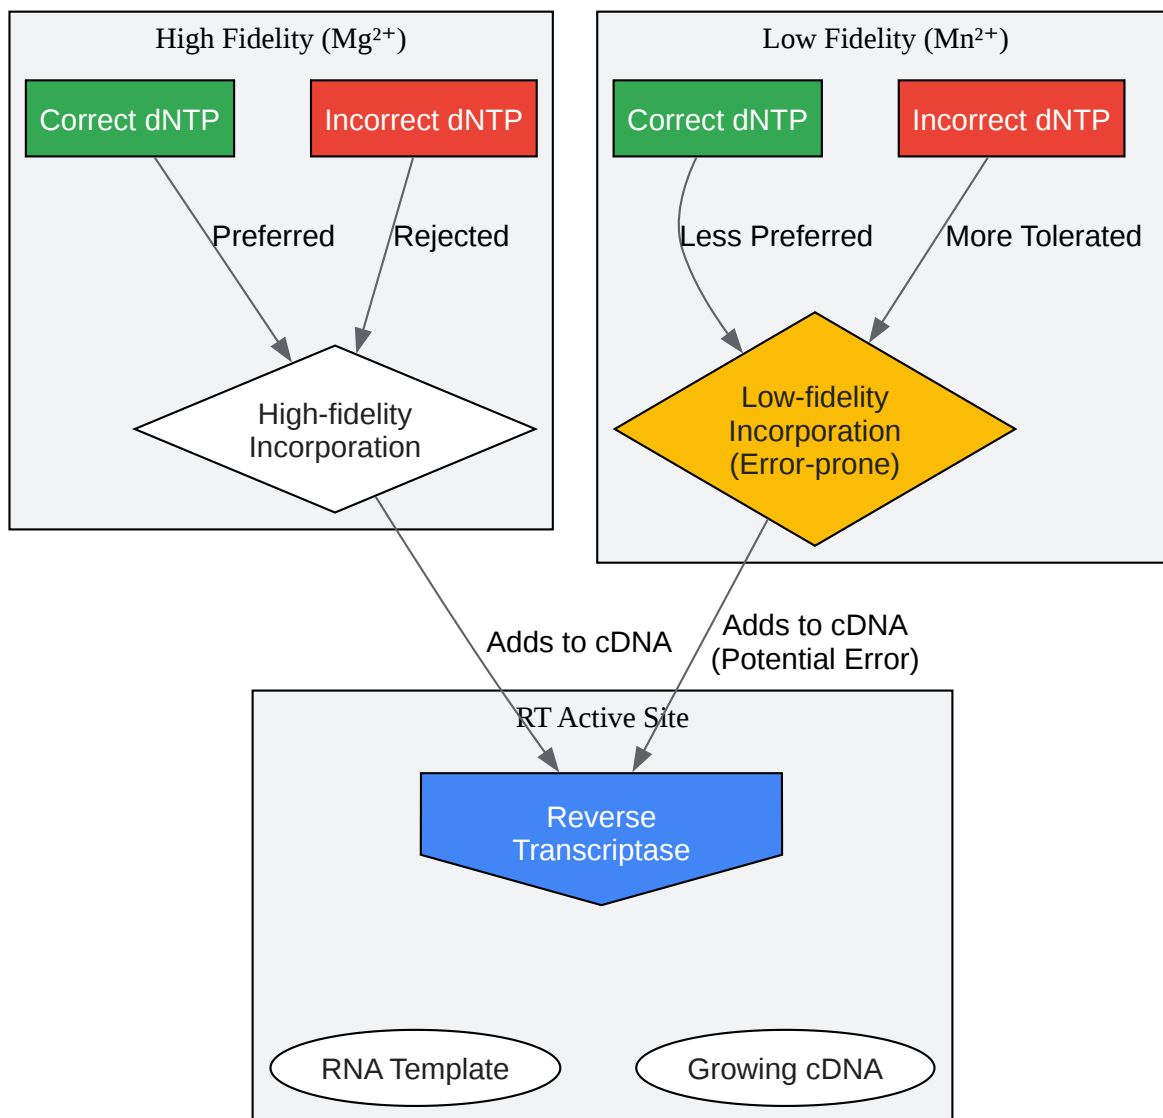 High Fidelity (Mg²⁺)
Correct dNTP
Incorrect dNTP
Preferred
Rejected
High-fidelity
Incorporation
Low Fidelity (Mn²⁺)
Correct dNTP
Incorrect dNTP
Less Preferred
More Tolerated
Low-fidelity
Incorporation
(Error-prone)
Adds to cDNA
Adds to cDNA
(Potential Error)
RT Active Site
Reverse
Transcriptase
RNA Template
Growing cDNA